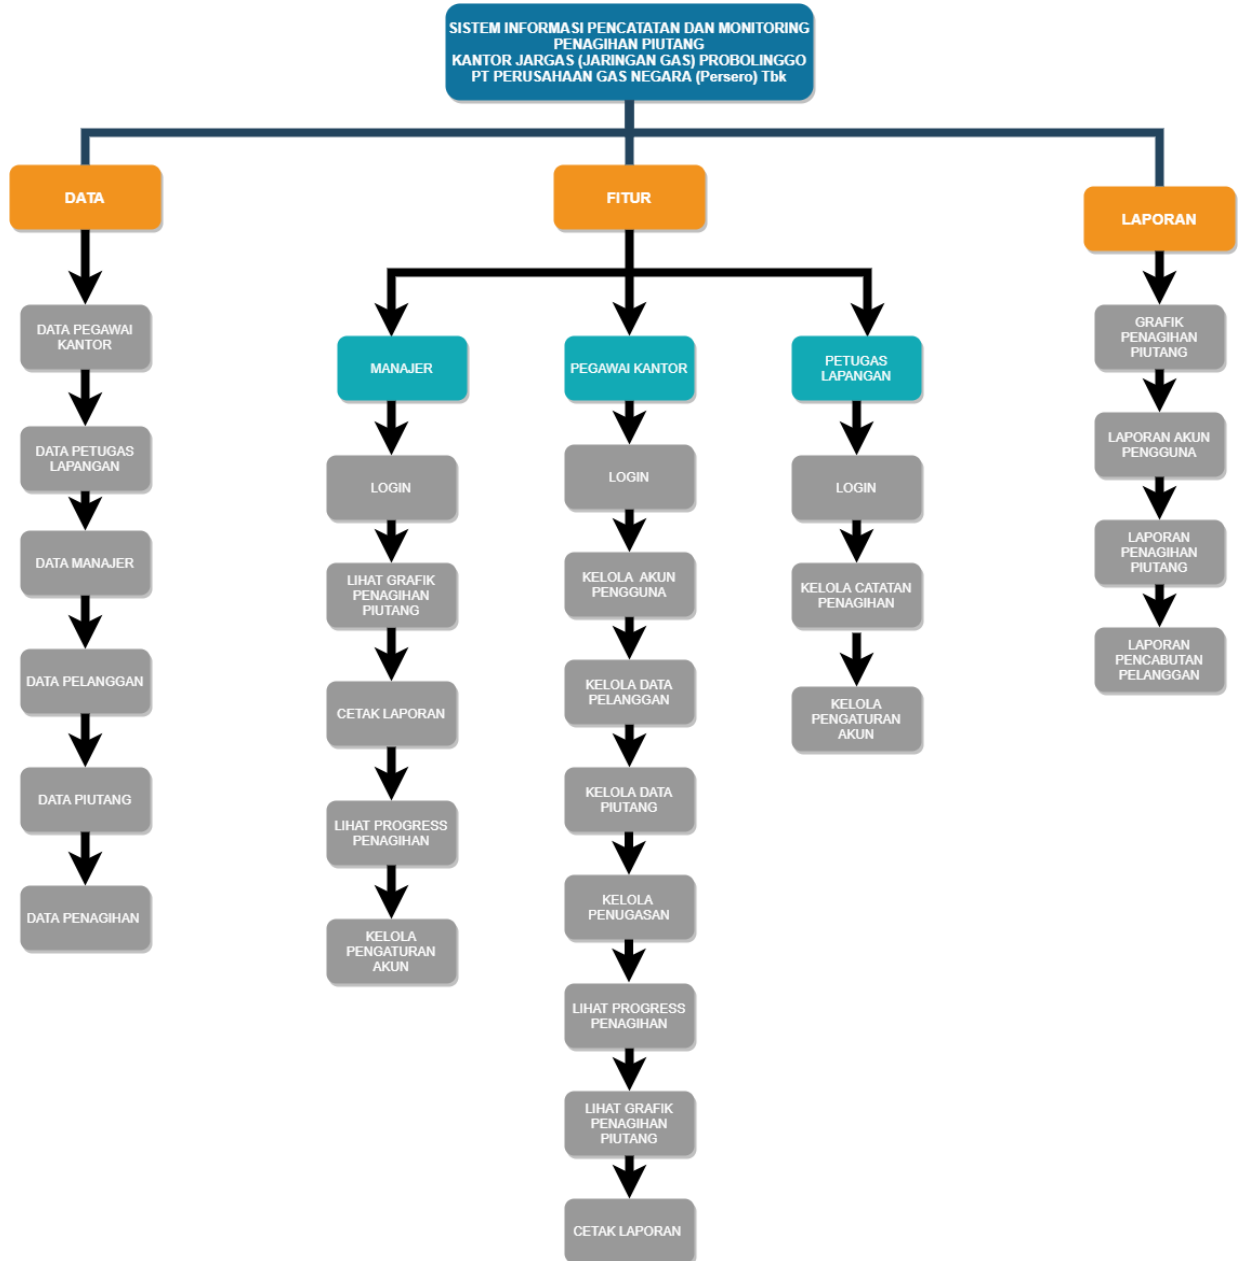 SISTEM INFORMASI PENCATATAN DAN MONITORING
PENAGIHAN PIUTANG
KANTOR JARGAS (JARINGAN GAS) PROBOLINGGO
PT PERUSAHAAN GAS NEGARA (Persero) Tbk
DATA
DATA PEGAWAI
KANTOR
DATA PETUGAS
LAPANGAN
DATA MANAJER
DATA PELANGGAN
DATA PIUTANG
DATA PENAGIHAN
FITUR
MANAJER
LOGIN
LIHAT GRAFIK
PENAGIHAN
PIUTANG
CETAK LAPORAN
LIHAT PROGRESS
PENAGIHAN
KELOLA
PENGATURAN
AKUN
PEGAWAI KANTOR
LOGIN
KELOLA AKUN
PENGGUNA
KELOLA DATA
PELANGGAN
KELOLA DATA
PIUTANG
KELOLA
PENUGASAN
LIHAT PROGRESS
PENAGIHAN
LIHAT GRAFIK
PENAGIHAN
PIUTANG
CETAK LAPORAN
PETUGAS
LAPANGAN
LOGIN
KELOLA CATATAN
PENAGIHAN
KELOLA
PENGATURAN
AKUN
LAPORAN
GRAFIK
PENAGIHAN
PIUTANG
LAPORAN AKUN
PENGGUNA
LAPORAN
PENAGIHAN
PIUTANG
LAPORAN
PENCABUTAN
PELANGGAN